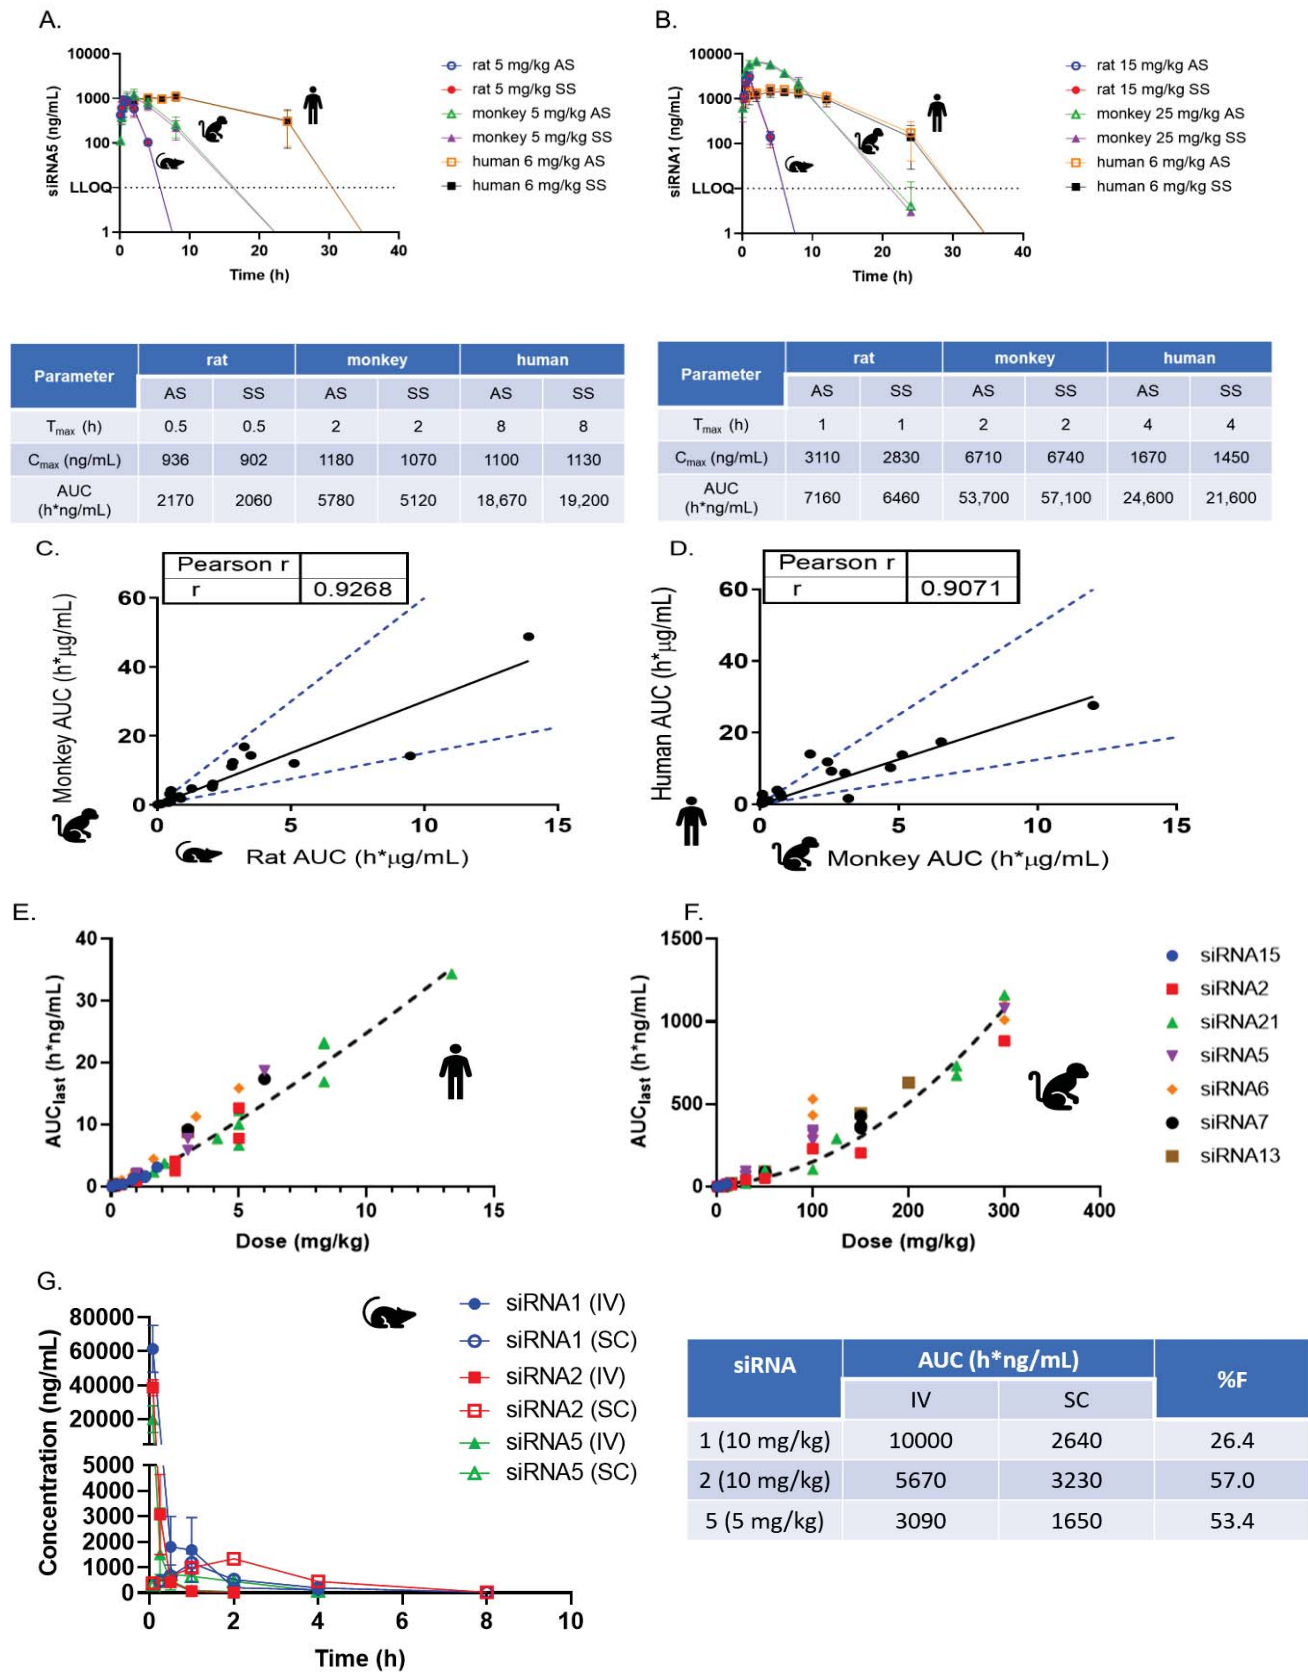 A.
siRNA5 (ng/mL)
10000
1000
100
LLOQ
1
0 10 20 30 40
Time (h)
rat 5 mg/kg AS
rat 5 mg/kg SS
monkey 5 mg/kg AS
monkey 5 mg/kg SS
human 6 mg/kg AS
human 6 mg/kg SS
B.
siRNA1 (ng/mL)
10000
1000
100
LLOQ
1
0 10 20 30 40
Time (h)
rat 15 mg/kg AS
rat 15 mg/kg SS
monkey 25 mg/kg AS
monkey 25 mg/kg SS
human 6 mg/kg AS
human 6 mg/kg SS
Parameter rat monkey human
AS SS AS SS AS SS
Tmax (h) 0.5 0.5 2 2 8 8
Cmax (ng/mL) 936 902 1180 1070 1100 1130
AUC
(h*ng/mL) 2170 2060 5780 5120 18,670 19,200
Parameter rat monkey human
AS SS AS SS AS SS
Tmax (h) 1 1 2 2 4 4
Cmax (ng/mL) 3110 2830 6710 6740 1670 1450
AUC
(h*ng/mL) 7160 6460 53,700 57,100 24,600 21,600
C.
Pearson r
r 0.9268
Monkey AUC (h*μg/mL)
60
40
20
0
0 5 10 15
Rat AUC (h*μg/mL)
D.
Pearson r
r 0.9071
Human AUC (h*μg/mL)
60
40
20
0
0 5 10 15
Monkey AUC (h*μg/mL)
E.
AUClast (h*ng/mL)
40
30
20
10
0
0 5 10 15
Dose (mg/kg)
F.
AUClast (h*ng/mL)
1500
1000
500
0
0 100 200 300 400
Dose (mg/kg)
siRNA15
siRNA2
siRNA21
siRNA5
siRNA6
siRNA7
siRNA13
G.
Concentration (ng/mL)
80000
60000
40000
20000
5000
4000
3000
2000
1000
0
0 2 4 6 8 10
Time (h)
siRNA1 (IV)
siRNA1 (SC)
siRNA2 (IV)
siRNA2 (SC)
siRNA5 (IV)
siRNA5 (SC)
siRNA AUC (h*ng/mL) %F
IV SC
1 (10 mg/kg) 10000 2640 26.4
2 (10 mg/kg) 5670 3230 57.0
5 (5 mg/kg) 3090 1650 53.4